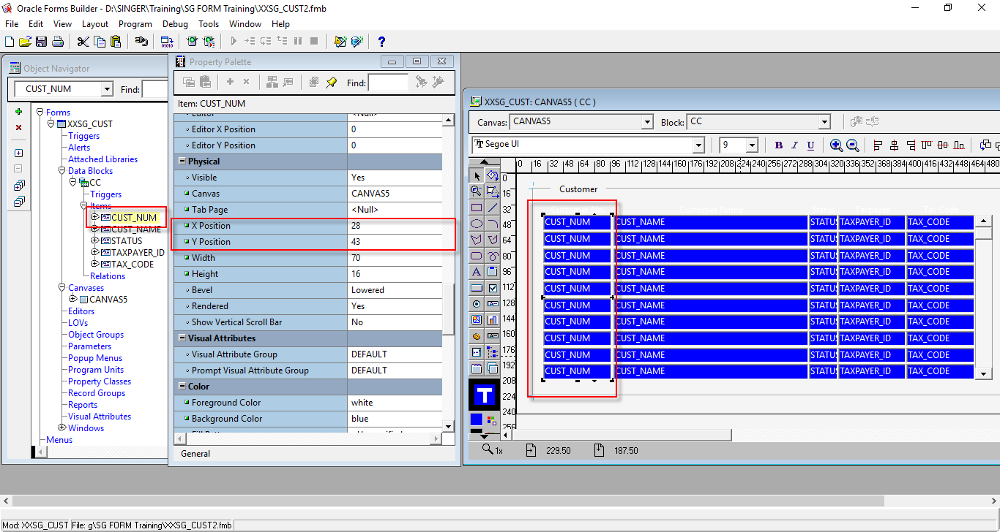 Oracle Forms Builder - D:\SINGER\Training\SG FORM Training\XXSG_CUST2.fmb
File Edit View Layout Program Debug Tools Window Help
Object Navigator
CUST_NUM Find:
Forms
XXSG_CUST
Triggers
Alerts
Attached Libraries
Data Blocks
CC
Triggers
Items
CUST_NUM
CUST_NAME
STATUS
TAXPAYER_ID
TAX_CODE
Relations
Canvases
CANVAS5
Editors
LOVs
Object Groups
Parameters
Popup Menus
Program Units
Property Classes
Record Groups
Reports
Visual Attributes
Windows
Menus
Property Palette
Find:
Item: CUST_NUM
Editor <Null>
Editor X Position 0
Editor Y Position 0
Physical
Visible Yes
Canvas CANVAS5
Tab Page <Null>
X Position 28
Y Position 43
Width 70
Height 16
Bevel Lowered
Rendered Yes
Show Vertical Scroll Bar No
Visual Attributes
Visual Attribute Group DEFAULT
Prompt Visual Attribute Group DEFAULT
Color
Foreground Color white
Background Color blue
General
XXSG_CUST: CANVAS5 ( CC )
Canvas: CANVAS5 Block: CC
Segoe UI 9 B I U
0 16 32 48 64 80 96 112 128 144 160 176 192 208 224 240 256 272 288 304 320 336 352 368 384 400 416 432 448 464 480
0
16
32
48
64
80
96
112
128
144
160
176
192
208
224
240
256
Customer
Customer Name Status Taxpayer Tax Code
CUST_NUM CUST_NAME STATUS TAXPAYER_ID TAX_CODE
CUST_NUM CUST_NAME STATUS TAXPAYER_ID TAX_CODE
CUST_NUM CUST_NAME STATUS TAXPAYER_ID TAX_CODE
CUST_NUM CUST_NAME STATUS TAXPAYER_ID TAX_CODE
CUST_NUM CUST_NAME STATUS TAXPAYER_ID TAX_CODE
CUST_NUM CUST_NAME STATUS TAXPAYER_ID TAX_CODE
CUST_NUM CUST_NAME STATUS TAXPAYER_ID TAX_CODE
CUST_NUM CUST_NAME STATUS TAXPAYER_ID TAX_CODE
CUST_NUM CUST_NAME STATUS TAXPAYER_ID TAX_CODE
CUST_NUM CUST_NAME STATUS TAXPAYER_ID TAX_CODE
1x 229.50 187.50
Mod: XXSG_CUST File: g\SG FORM Training\XXSG_CUST2.fmb